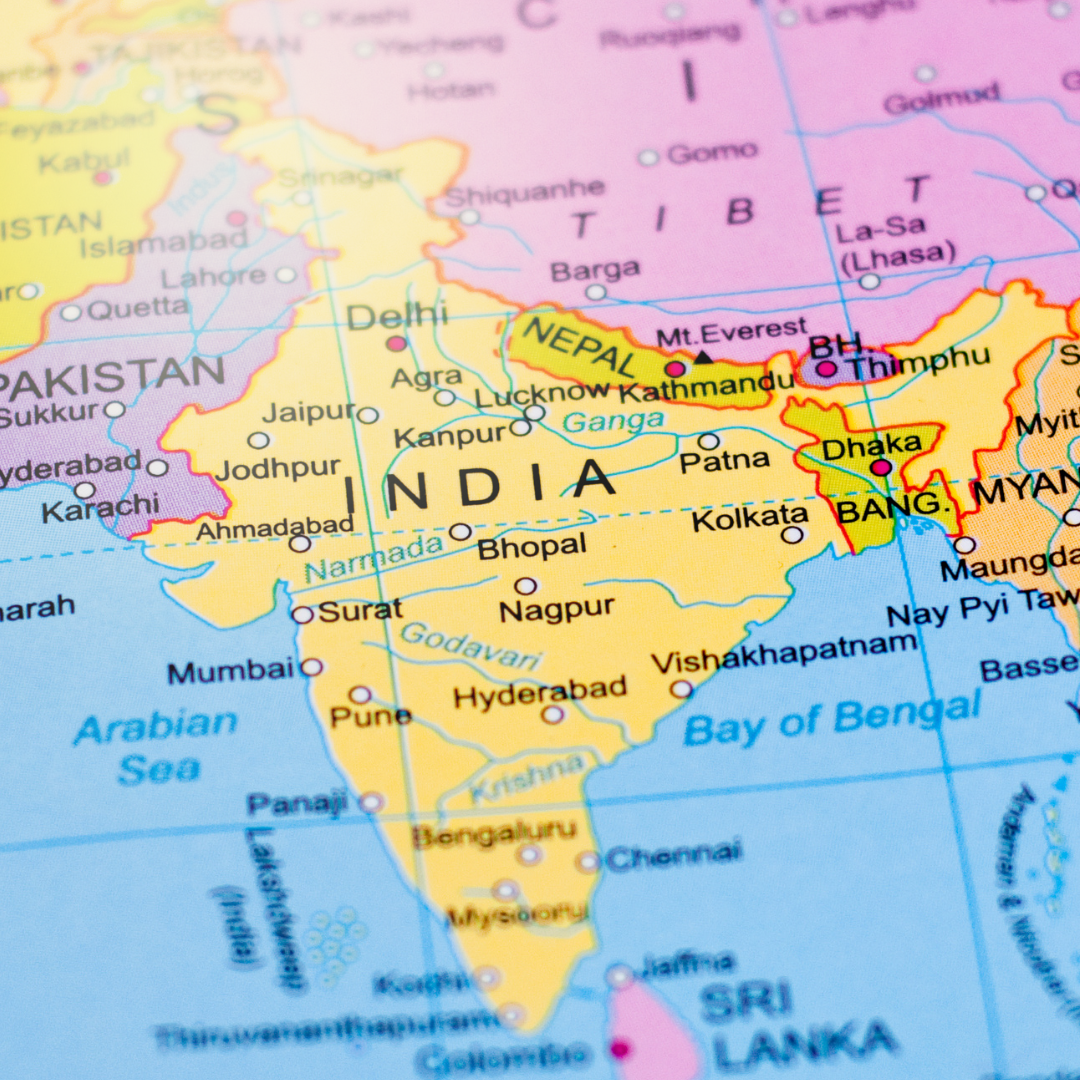 Kashi
C
Langhu
Yecheng
Ruoqiang
TAJIKISTAN
Horog
Hotan
I
Golmud
S
Feyazabad
Kabul
Indus
Srinagar
Gomo
Shiquanhe
T I B E T
ISTAN
Islamabad
La-Sa
(Lhasa)
Lahore
Barga
Quetta
Delhi
NEPAL
Mt.Everest
BH.
Thimphu
PAKISTAN
Agra
Lucknow
Kathmandu
Sukkur
Jaipur
Kanpur
Ganga
Myit
Dhaka
yderabad
Jodhpur
Patna
INDIA
MYAN
Karachi
BANG.
Ahmadabad
Kolkata
Narmada
Bhopal
Maungda
narah
Surat
Nagpur
Nay Pyi Taw
Godavari
Mumbai
Vishakhapatnam
Basse
Hyderabad
Pune
Arabian
Sea
Bay of Bengal
Krishna
Panaji
Bengaluru
Chennai
Lakshdweep
(India)
Mysooru
Andaman &
Kochi
Jaffna
SRI
LANKA
Thiruvananthapuram
Colombo